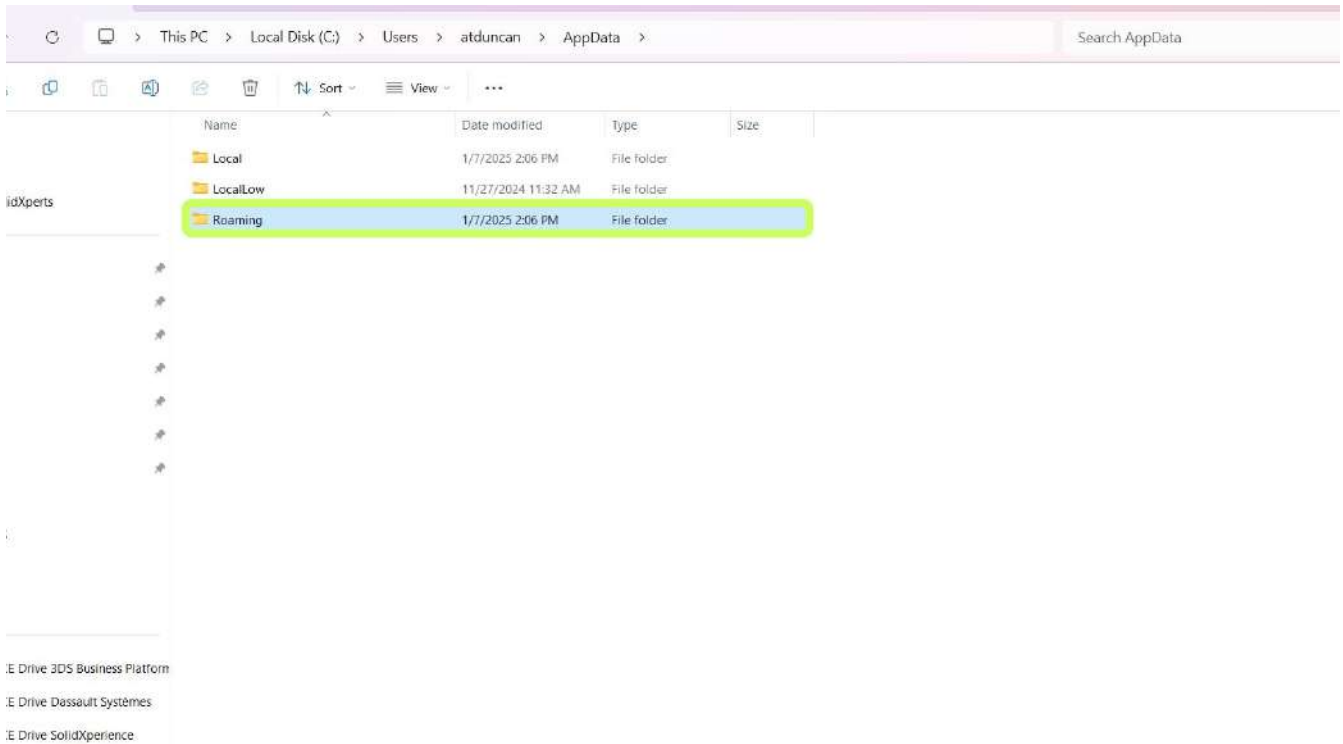 This PC > Local Disk (C:) > Users > atduncan > AppData > Search AppData
Sort View ...
Name Date modified Type Size
Local 1/7/2025 2:06 PM File folder
LocalLow 11/27/2024 11:32 AM File folder
idXperts
Roaming 1/7/2025 2:06 PM File folder
E Drive 3DS Business Platform
E Drive Dassault Systèmes
E Drive SolidXperience